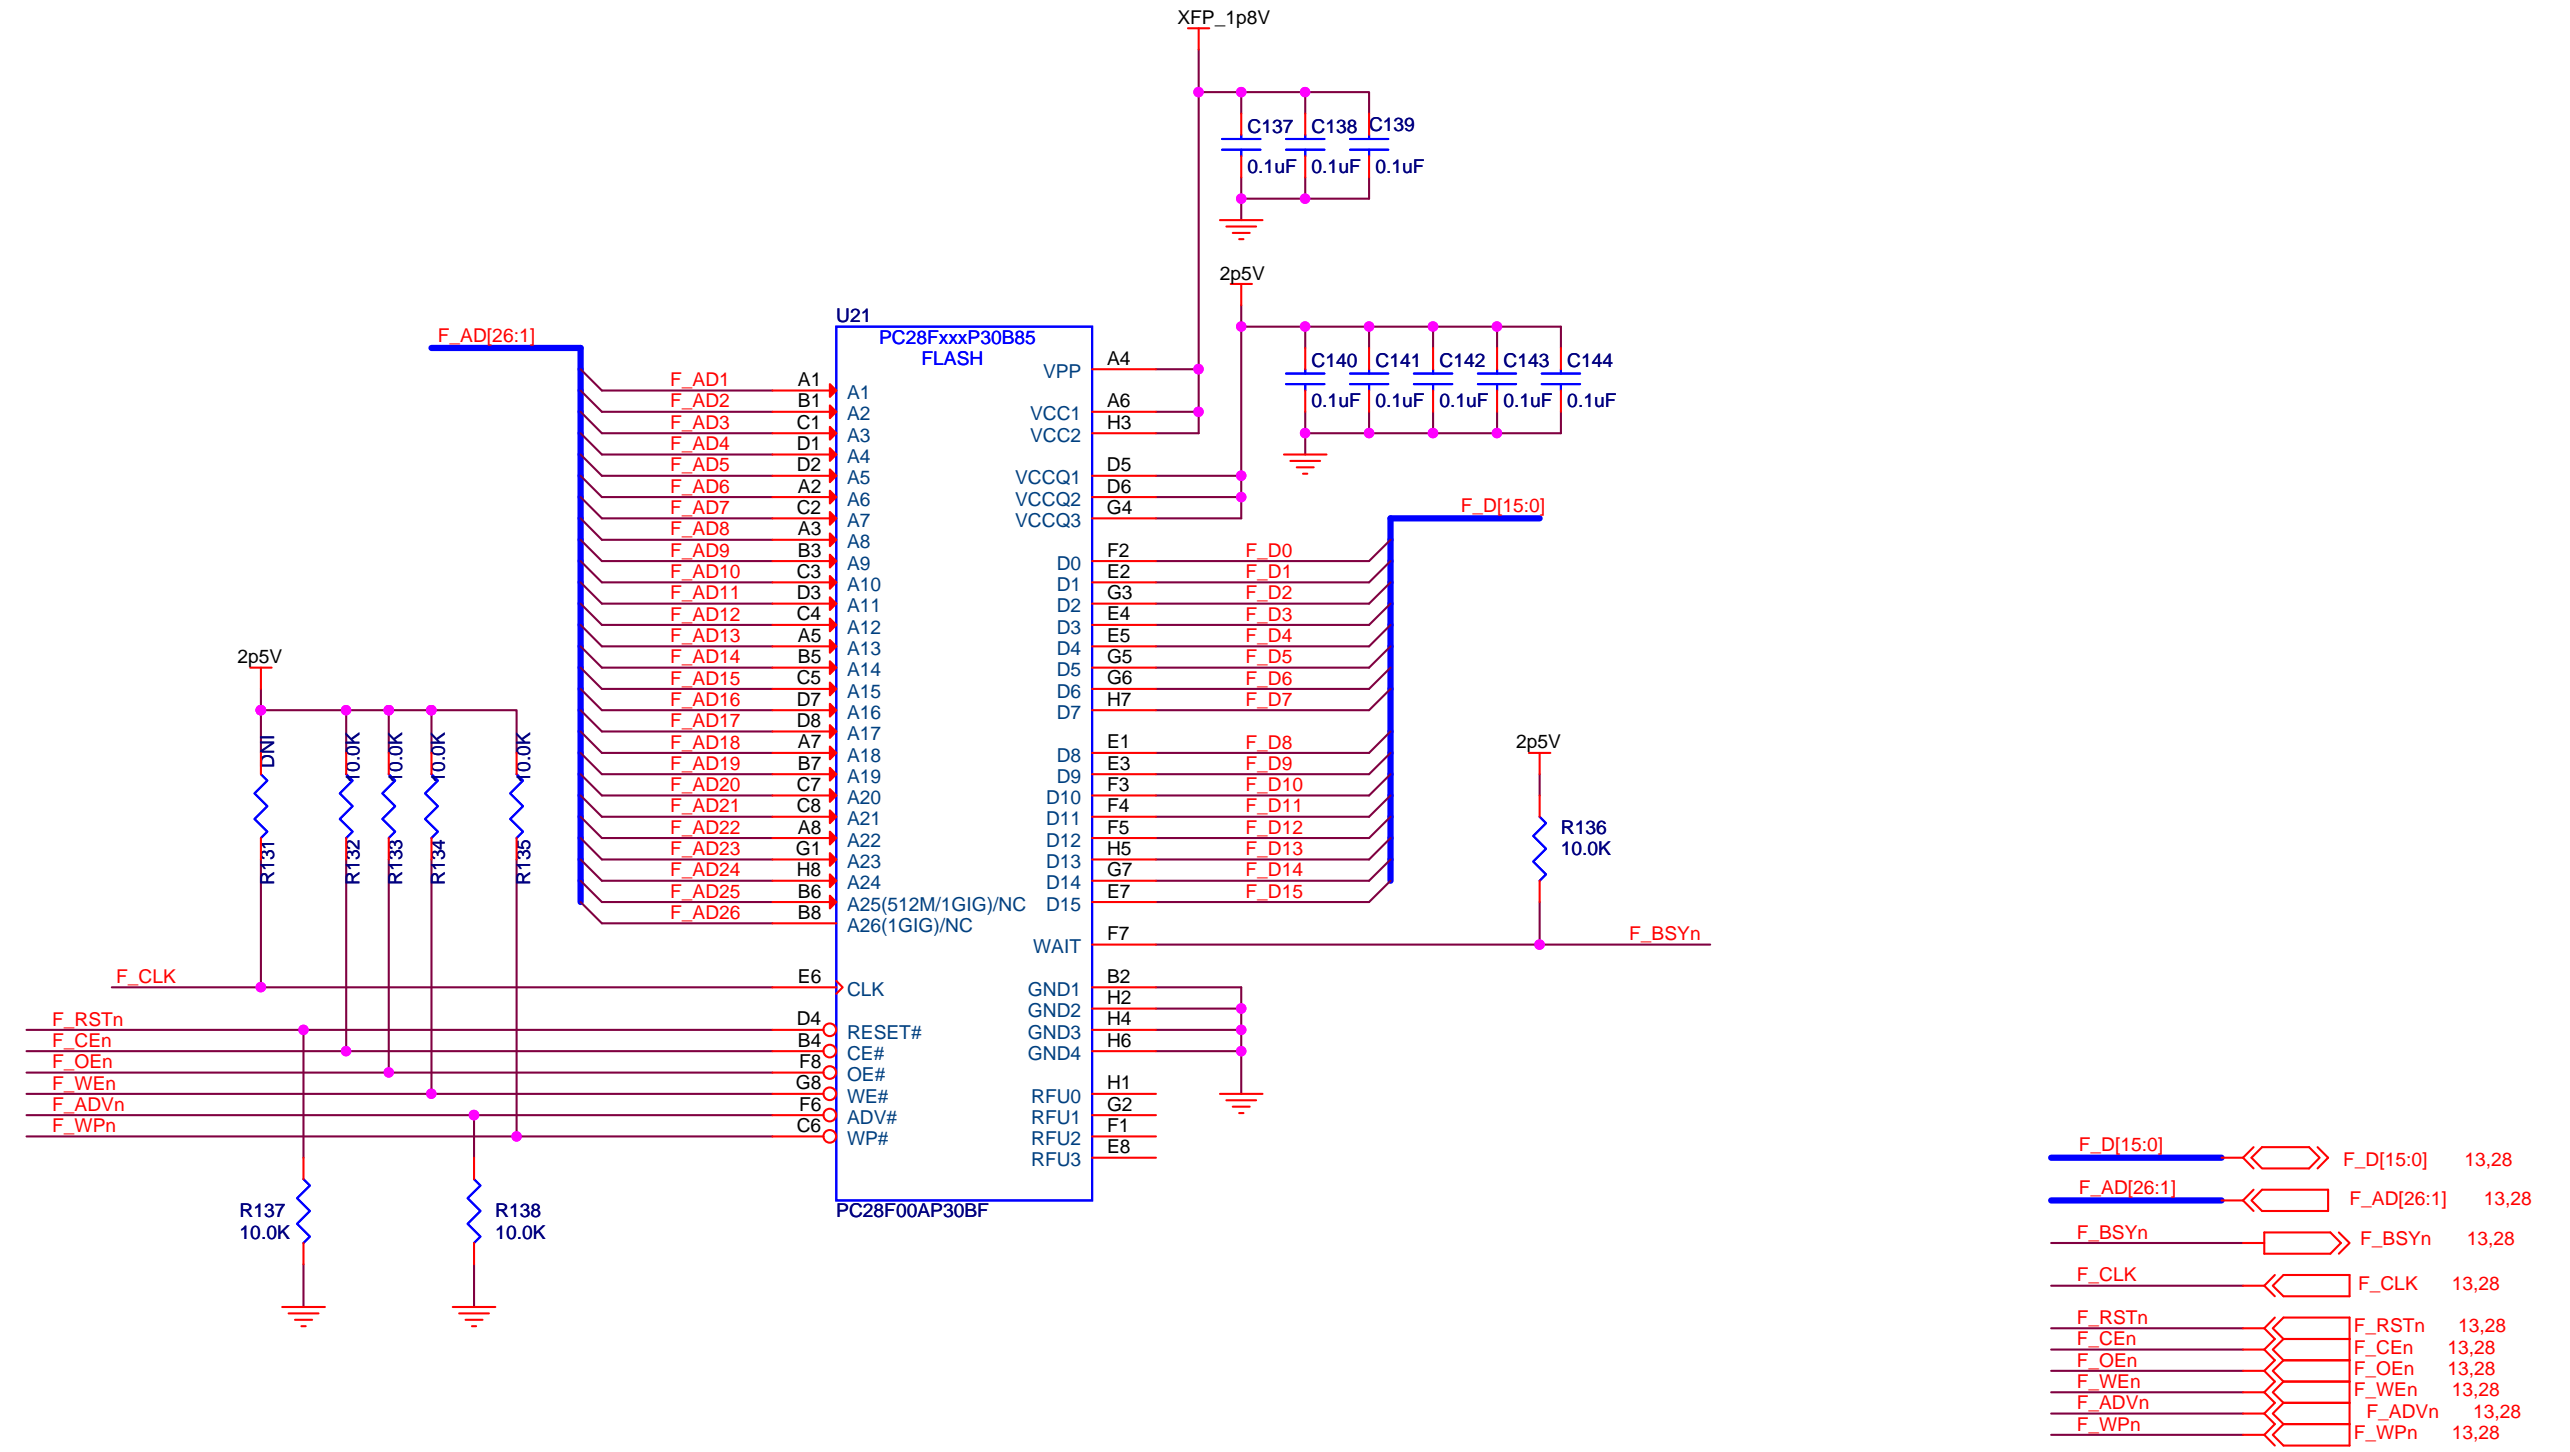 XFP_1p8V
C137 C138 C139
0.1uF 0.1uF 0.1uF
2p5V
C140 C141 C142 C143 C144
0.1uF 0.1uF 0.1uF 0.1uF 0.1uF
U21
PC28FxxxP30B85
FLASH
F_AD[26:1]
F_AD1 A1 A1
F_AD2 B1 A2
F_AD3 C1 A3
F_AD4 D1 A4
F_AD5 D2 A5
F_AD6 A2 A6
F_AD7 C2 A7
F_AD8 A3 A8
F_AD9 B3 A9
F_AD10 C3 A10
F_AD11 D3 A11
F_AD12 C4 A12
F_AD13 A5 A13
F_AD14 B5 A14
F_AD15 C5 A15
F_AD16 D7 A16
F_AD17 D8 A17
F_AD18 A7 A18
F_AD19 B7 A19
F_AD20 C7 A20
F_AD21 C8 A21
F_AD22 A8 A22
F_AD23 G1 A23
F_AD24 H8 A24
F_AD25 B6 A25(512M/1GIG)/NC
F_AD26 B8 A26(1GIG)/NC
F_CLK E6 CLK
F_RSTn D4 RESET#
F_CEn B4 CE#
F_OEn F8 OE#
F_WEn G8 WE#
F_ADVn F6 ADV#
F_WPn C6 WP#
2p5V
DNI 10.0K 10.0K 10.0K 10.0K
R131 R132 R133 R134 R135
R137
10.0K
R138
10.0K
PC28F00AP30BF
VPP A4
VCC1 A6
VCC2 H3
VCCQ1 D5
VCCQ2 D6
VCCQ3 G4
F_D[15:0]
D0 F2 F_D0
D1 E2 F_D1
D2 G3 F_D2
D3 E4 F_D3
D4 E5 F_D4
D5 G5 F_D5
D6 G6 F_D6
D7 H7 F_D7
D8 E1 F_D8
D9 E3 F_D9
D10 F3 F_D10
D11 F4 F_D11
D12 F5 F_D12
D13 H5 F_D13
D14 G7 F_D14
D15 E7 F_D15
WAIT F7 F_BSYn
2p5V
R136
10.0K
GND1 B2
GND2 H2
GND3 H4
GND4 H6
RFU0 H1
RFU1 G2
RFU2 F1
RFU3 E8
F_D[15:0] F_D[15:0] 13,28
F_AD[26:1] F_AD[26:1] 13,28
F_BSYn F_BSYn 13,28
F_CLK F_CLK 13,28
F_RSTn F_RSTn 13,28
F_CEn F_CEn 13,28
F_OEn F_OEn 13,28
F_WEn F_WEn 13,28
F_ADVn F_ADVn 13,28
F_WPn F_WPn 13,28